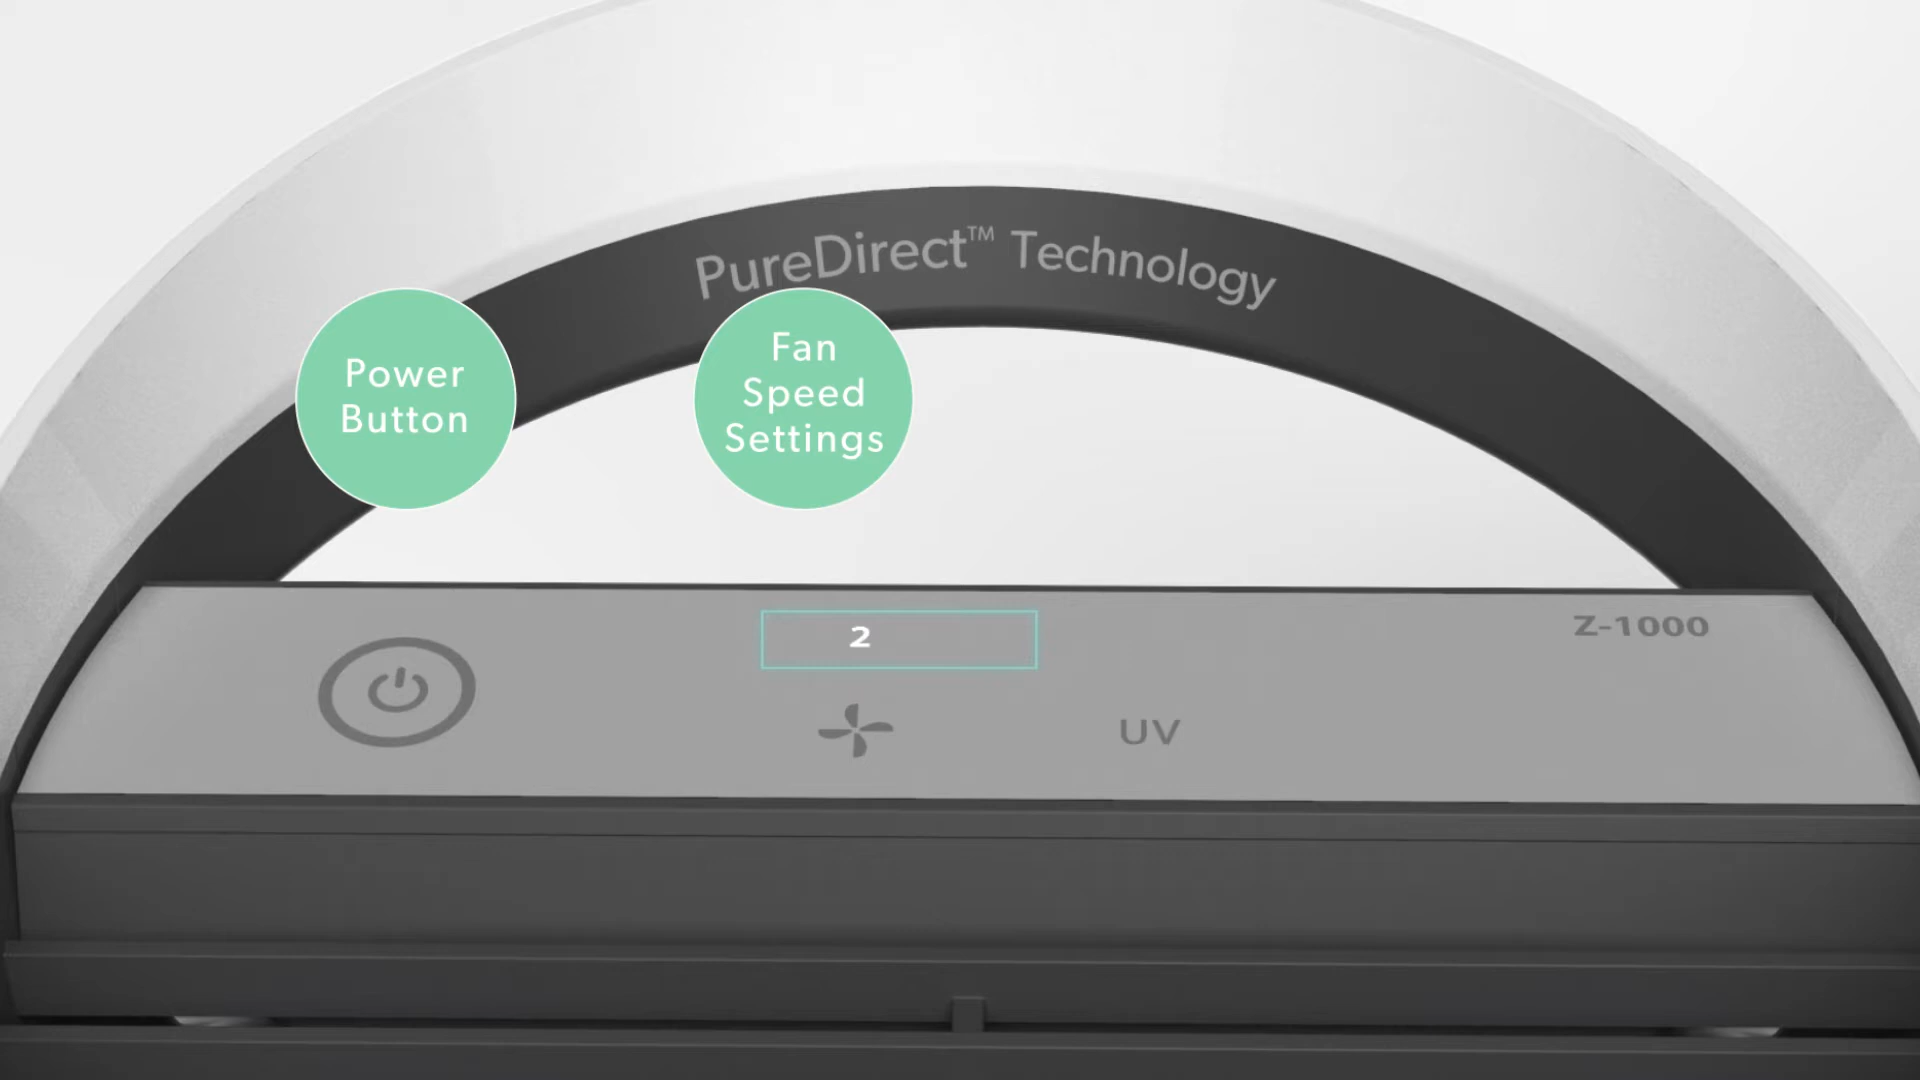 PureDirect™ Technology
Power
Button
Fan
Speed
Settings
2
Z-1000
UV